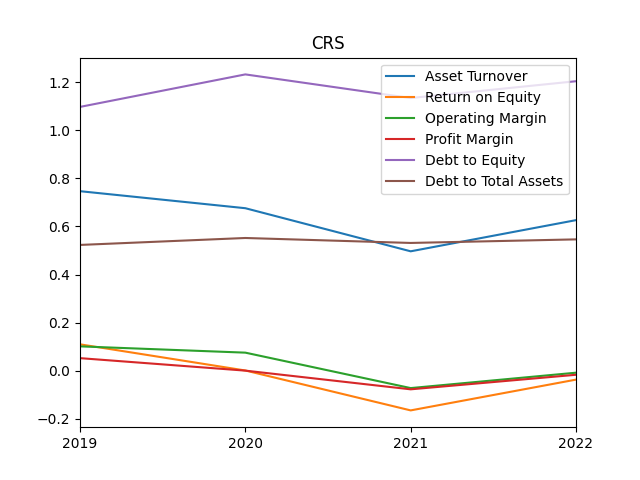 CRS
Asset Turnover
Return on Equity
Operating Margin
Profit Margin
Debt to Equity
Debt to Total Assets
1.2
1.0
0.8
0.6
0.4
0.2
0.0
−0.2
2019 2020 2021 2022